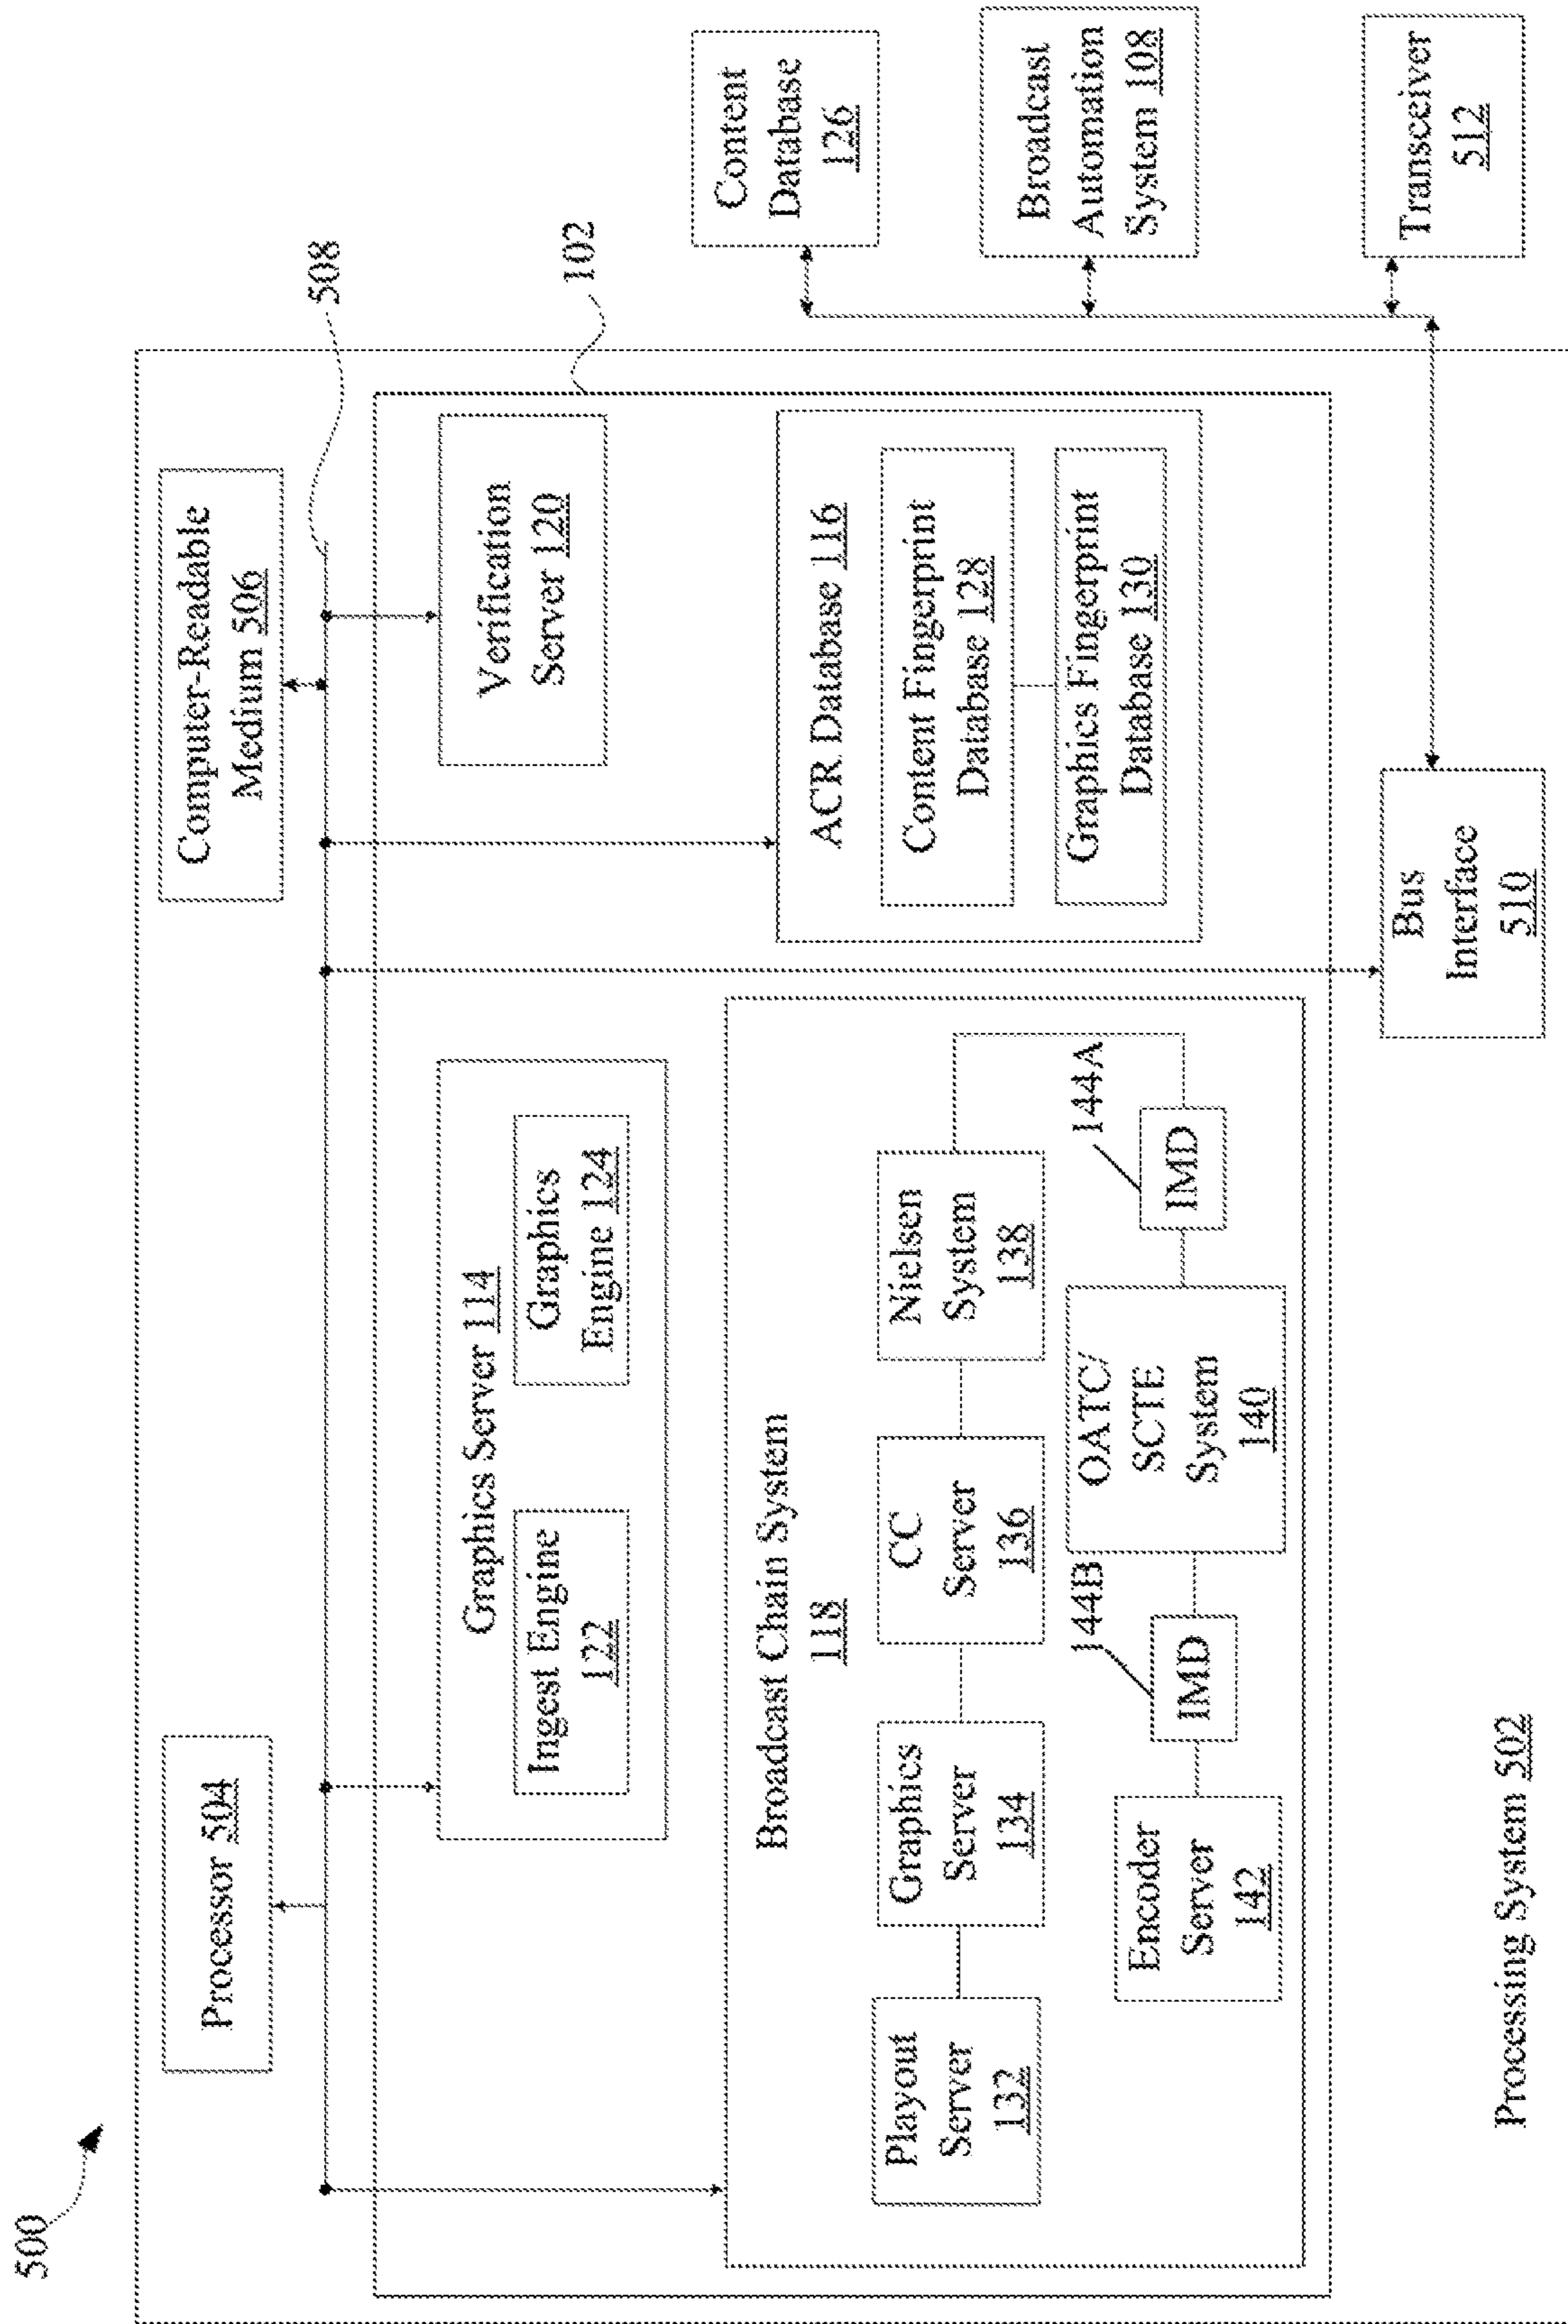 500
Processor 504
Computer-Readable
Medium 506
508
102
Graphics Server 114
Ingest Engine
122
Graphics
Engine 124
Verification
Server 120
Broadcast Chain System
118
Playout
Server
132
Graphics
Server
134
CC
Server
136
Nielsen
System
138
Encoder
Server
142
144B
IMD
OATC/
SCTE
System
140
144A
IMD
ACR Database 116
Content Fingerprint
Database 128
Graphics Fingerprint
Database 130
Content
Database
126
Broadcast
Automation
System 108
Transceiver
512
Bus
Interface
510
Processing System 502